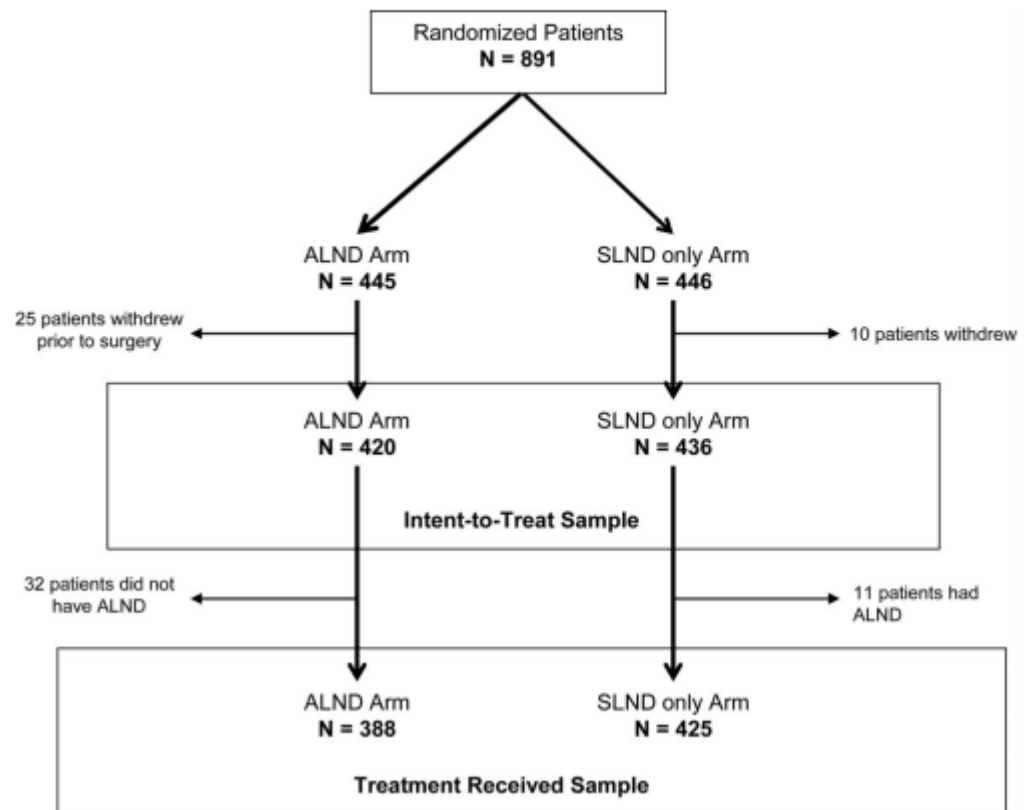 Randomized Patients
N = 891
ALND Arm
N = 445
SLND only Arm
N = 446
25 patients withdrew
prior to surgery
10 patients withdrew
ALND Arm
N = 420
SLND only Arm
N = 436
Intent-to-Treat Sample
32 patients did not
have ALND
11 patients had
ALND
ALND Arm
N = 388
SLND only Arm
N = 425
Treatment Received Sample